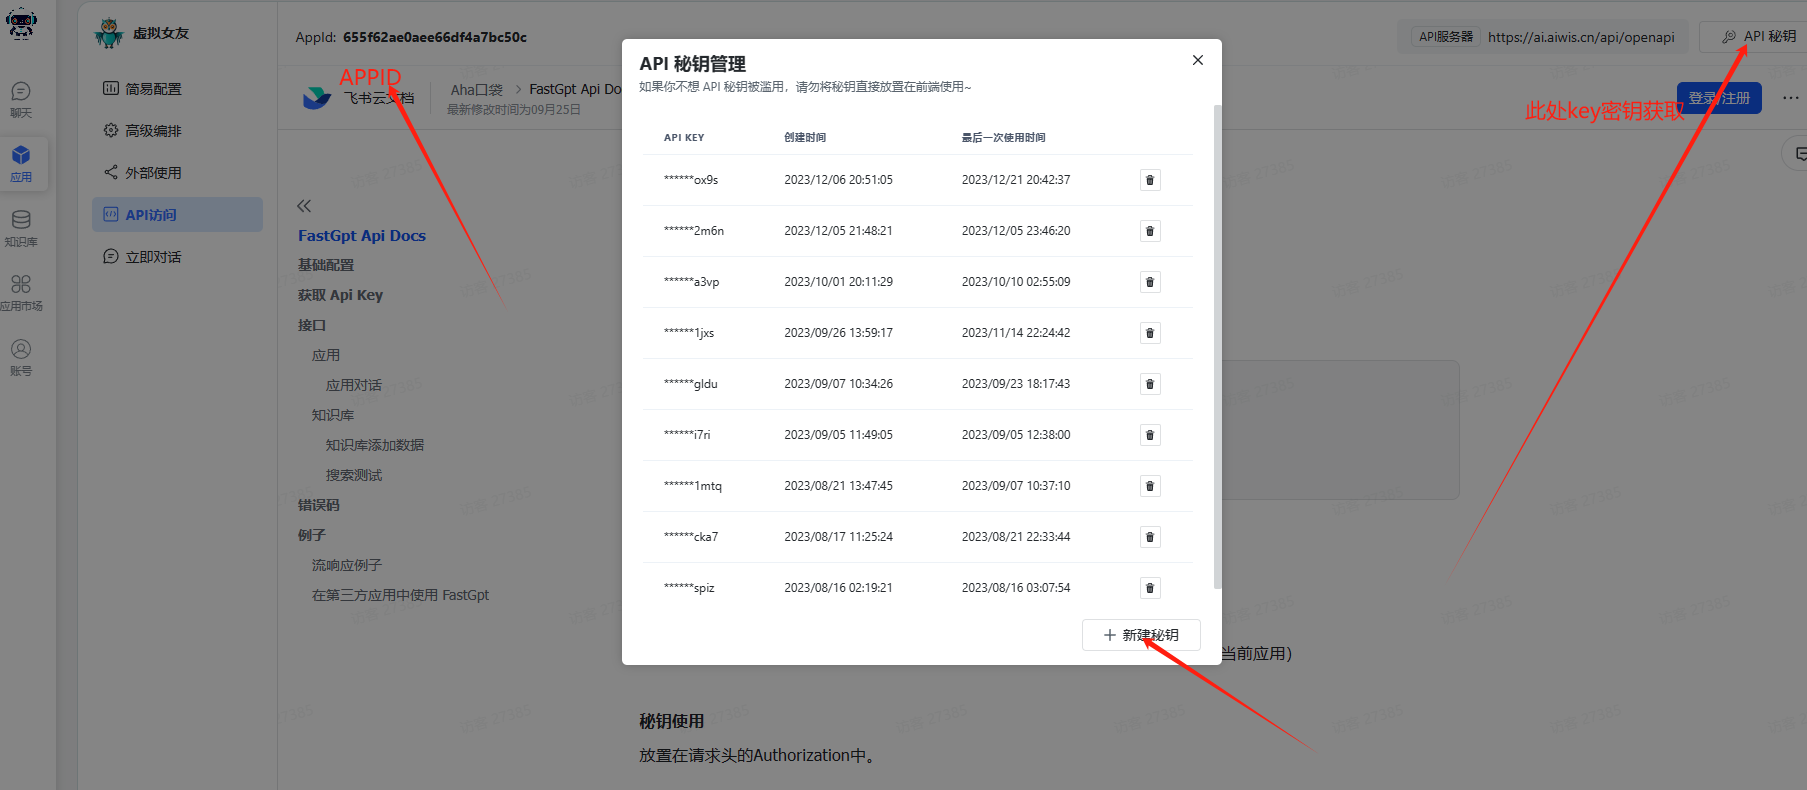 虚拟女友
AppId: 655f62ae0aee66df4a7bc50c
API服务器 https://ai.aiwis.cn/api/openapi
API 秘钥
聊天
应用
知识库
应用市场
账号
简易配置
高级编排
外部使用
API访问
立即对话
APPID
飞书云文档
Aha口袋 > FastGpt Api Do
最新修改时间为09月25日
登录/注册
此处key密钥获取
FastGpt Api Docs
基础配置
获取 Api Key
接口
应用
应用对话
知识库
知识库添加数据
搜索测试
错误码
例子
流响应例子
在第三方应用中使用 FastGpt
API 秘钥管理
如果你不想 API 秘钥被滥用，请勿将秘钥直接放置在前端使用~
API KEY 创建时间 最后一次使用时间
******ox9s 2023/12/06 20:51:05 2023/12/21 20:42:37
******2m6n 2023/12/05 21:48:21 2023/12/05 23:46:20
******a3vp 2023/10/01 20:11:29 2023/10/10 02:55:09
******1jxs 2023/09/26 13:59:17 2023/11/14 22:24:42
******gldu 2023/09/07 10:34:26 2023/09/23 18:17:43
******i7ri 2023/09/05 11:49:05 2023/09/05 12:38:00
******1mtq 2023/08/21 13:47:45 2023/09/07 10:37:10
******cka7 2023/08/17 11:25:24 2023/08/21 22:33:44
******spiz 2023/08/16 02:19:21 2023/08/16 03:07:54
新建秘钥
当前应用)
秘钥使用
放置在请求头的Authorization中。
访客 27385